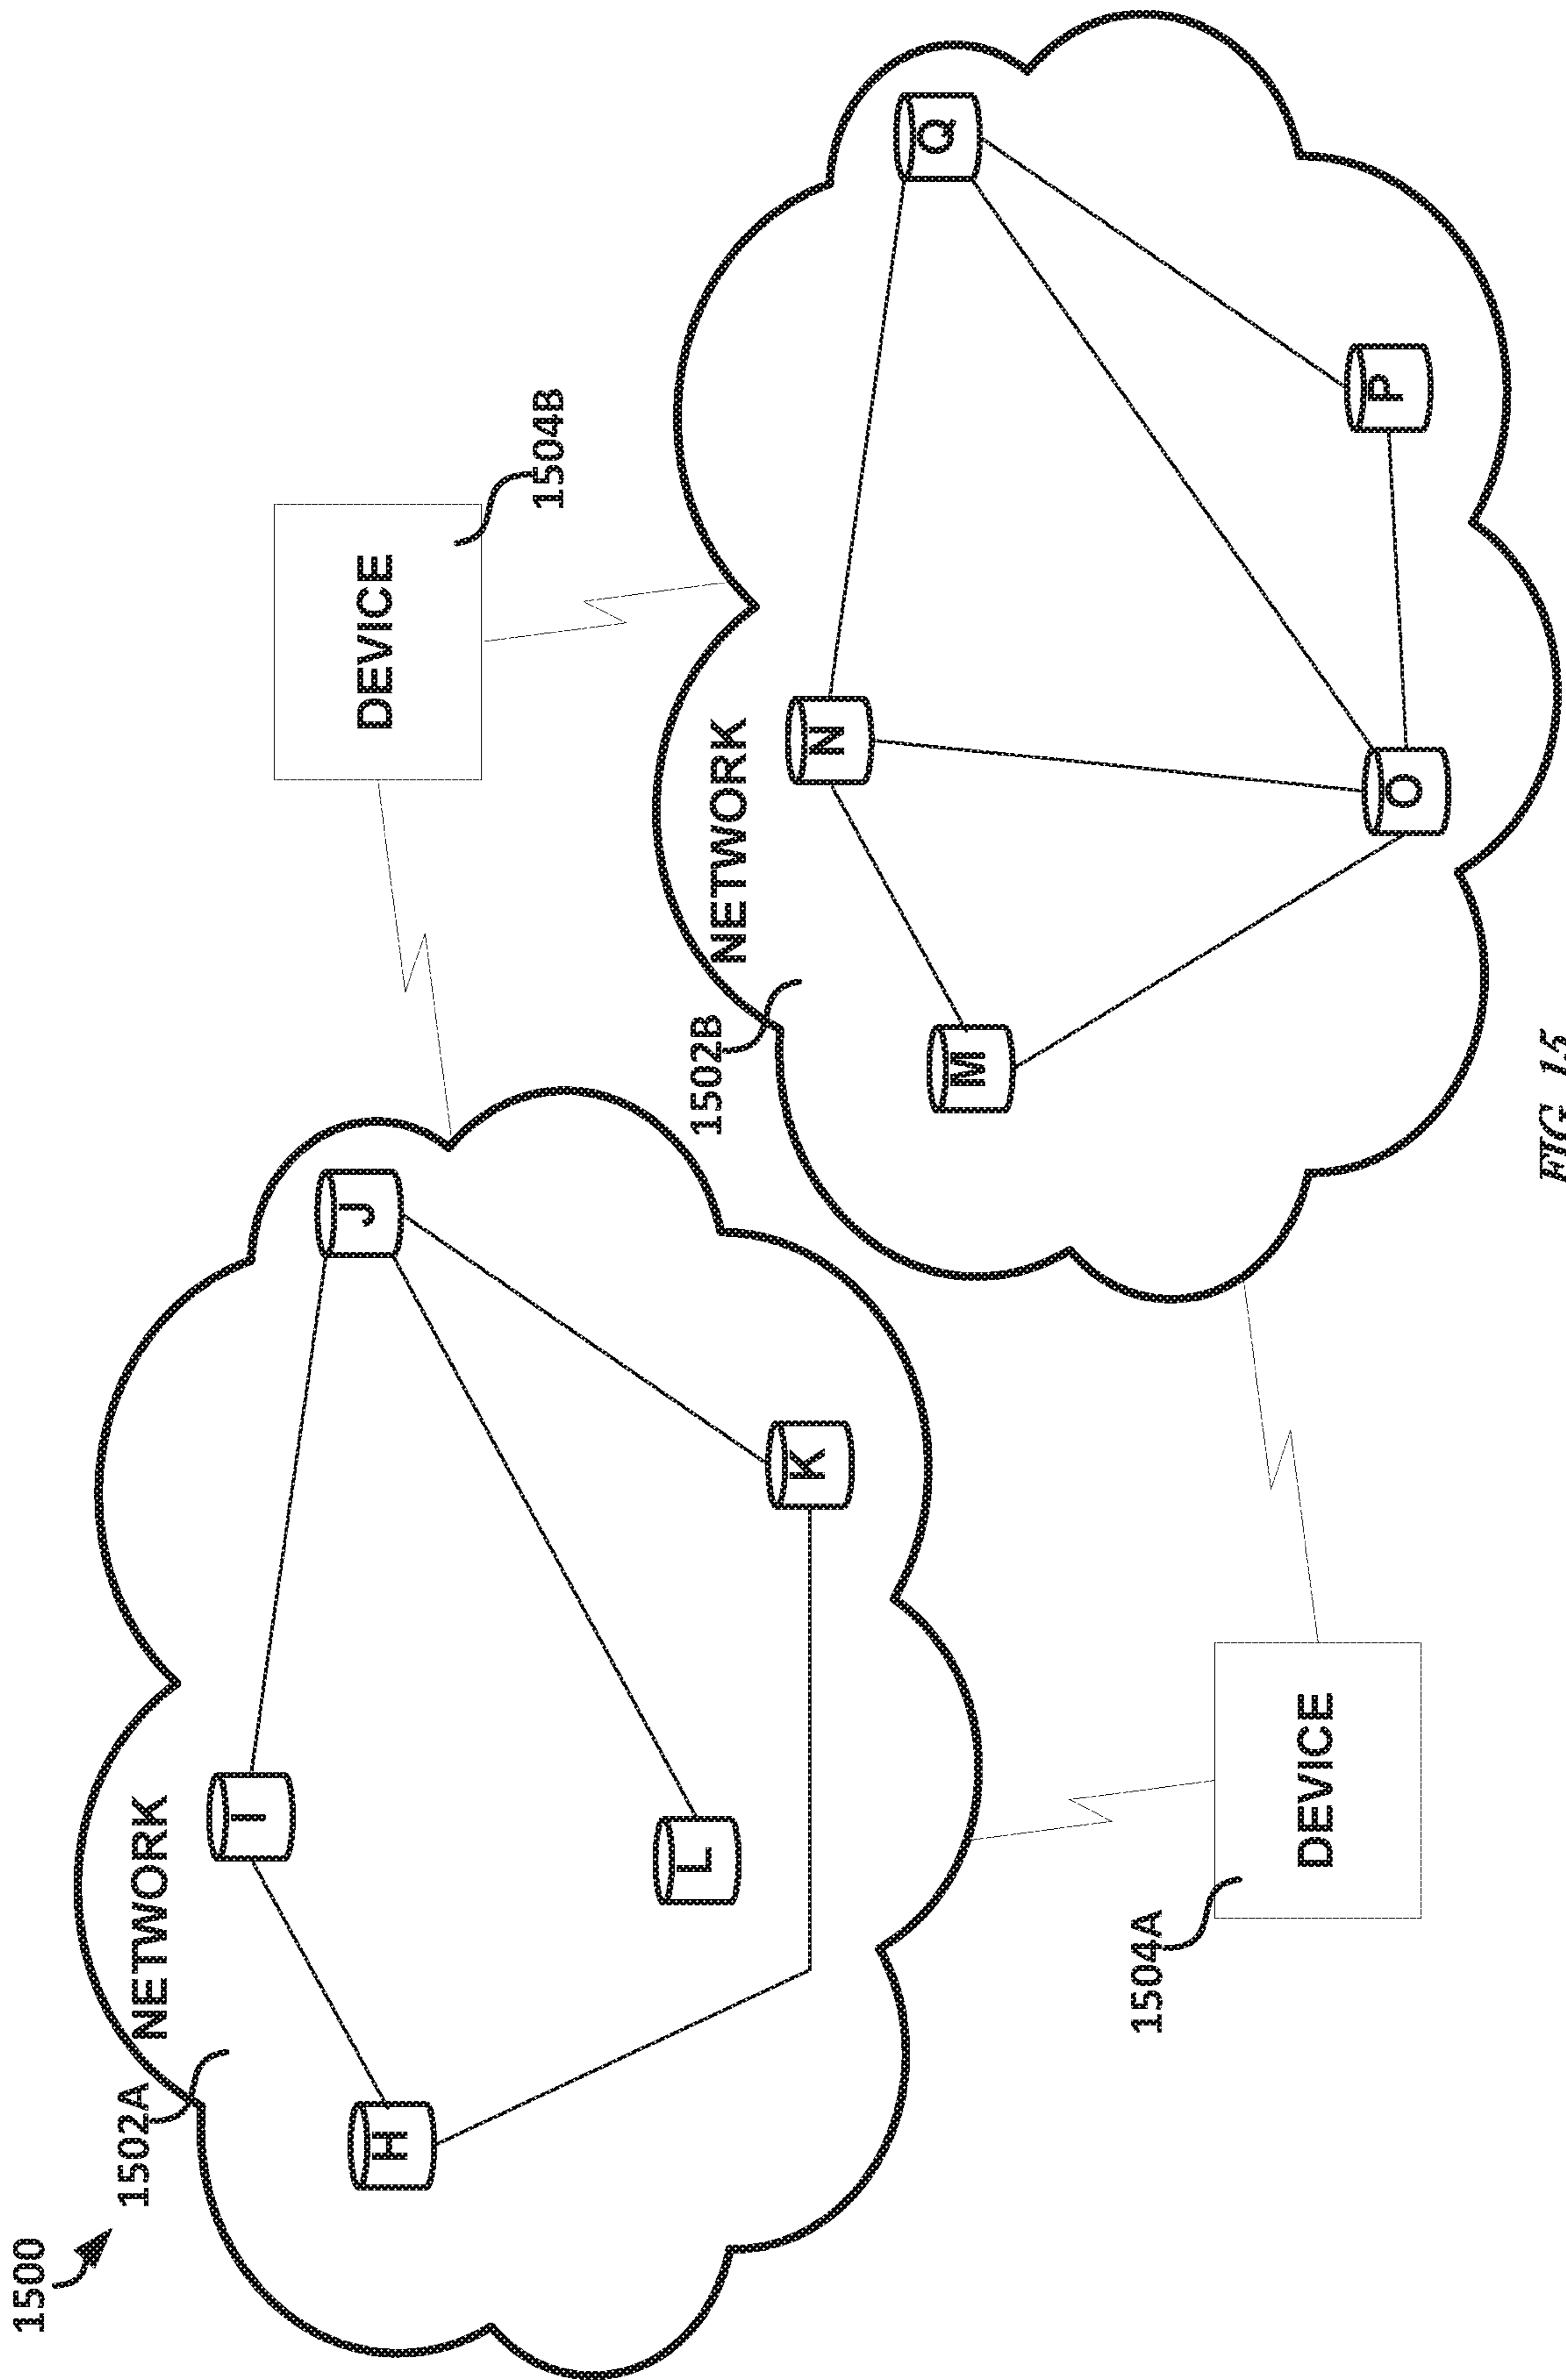 1500
1502A
NETWORK
H
I
J
L
K
1504B
DEVICE
1504A
DEVICE
1502B
NETWORK
M
N
Q
O
P
FIG. 15